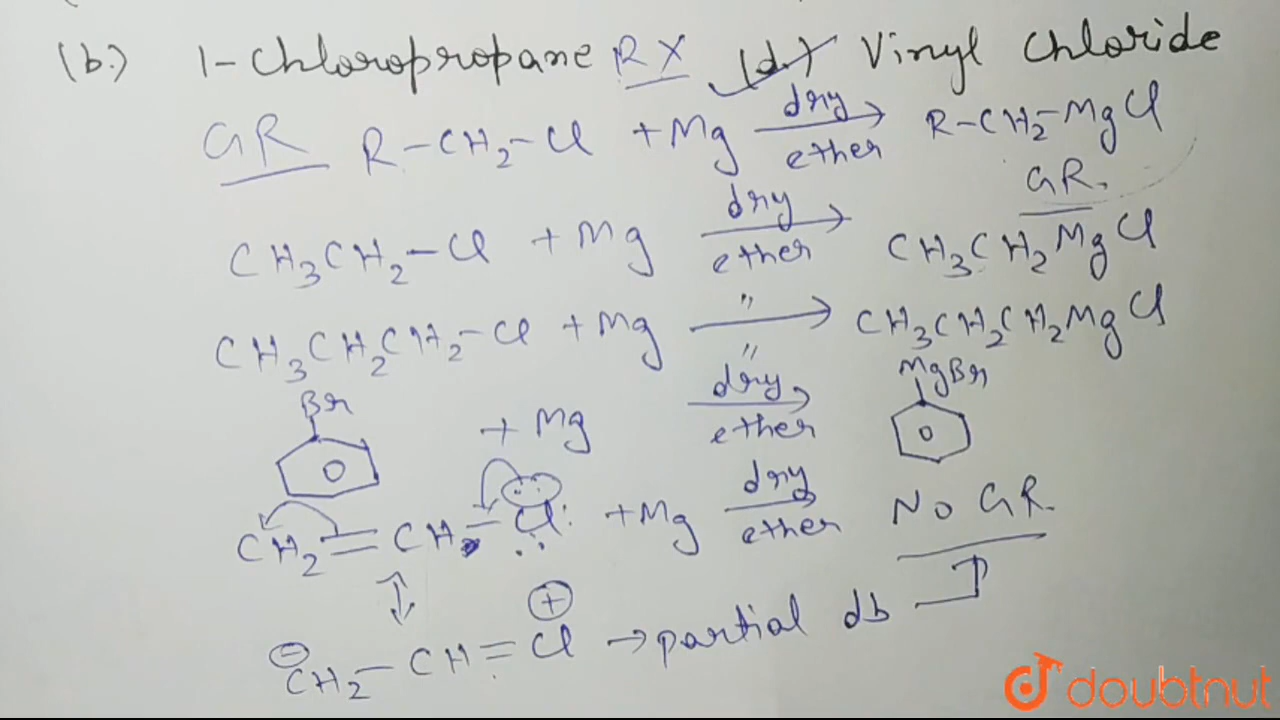 (b.) 1-Chloropropane RX (d.) Vinyl Chloride
GR R-CH2-Cl + Mg dry ether → R-CH2-MgCl
GR.
CH3CH2-Cl + Mg dry ether → CH3CH2MgCl
CH3CH2CH2-Cl + Mg " " → CH3CH2CH2MgCl
Br + Mg dry ether → MgBr
CH2=CH-Cl: + Mg dry ether → No GR.
⊖CH2-CH=Cl⊕ → partial db
doubtnut